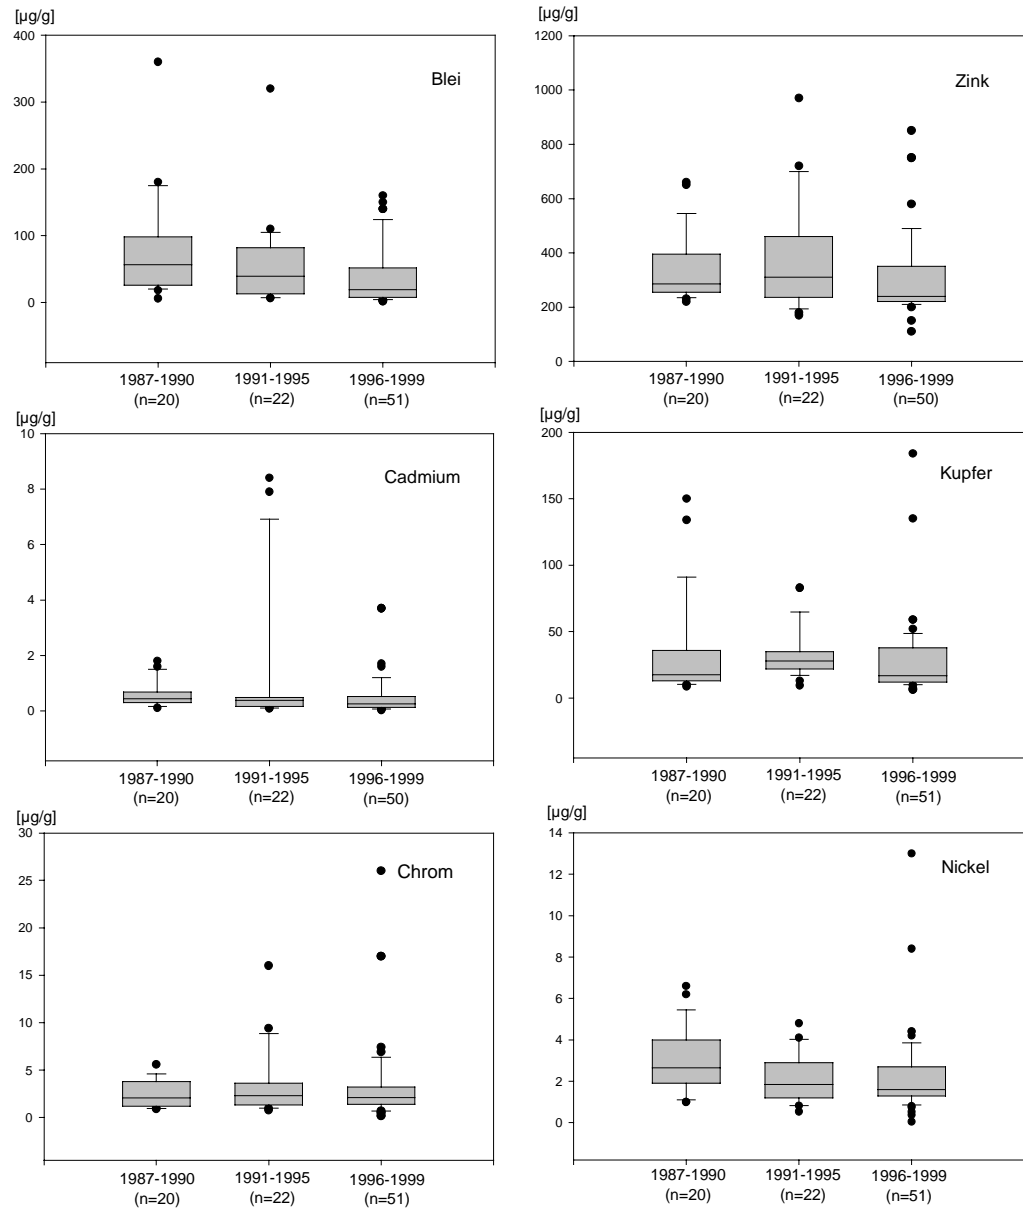 [µg/g]
400
300
200
100
0
Blei
1987-1990
(n=20)
1991-1995
(n=22)
1996-1999
(n=51)
[µg/g]
1200
1000
800
600
400
200
0
Zink
1987-1990
(n=20)
1991-1995
(n=22)
1996-1999
(n=50)
[µg/g]
10
8
6
4
2
0
Cadmium
1987-1990
(n=20)
1991-1995
(n=22)
1996-1999
(n=50)
[µg/g]
200
150
100
50
0
Kupfer
1987-1990
(n=20)
1991-1995
(n=22)
1996-1999
(n=51)
[µg/g]
30
25
20
15
10
5
0
Chrom
1987-1990
(n=20)
1991-1995
(n=22)
1996-1999
(n=51)
[µg/g]
14
12
10
8
6
4
2
0
Nickel
1987-1990
(n=20)
1991-1995
(n=22)
1996-1999
(n=51)